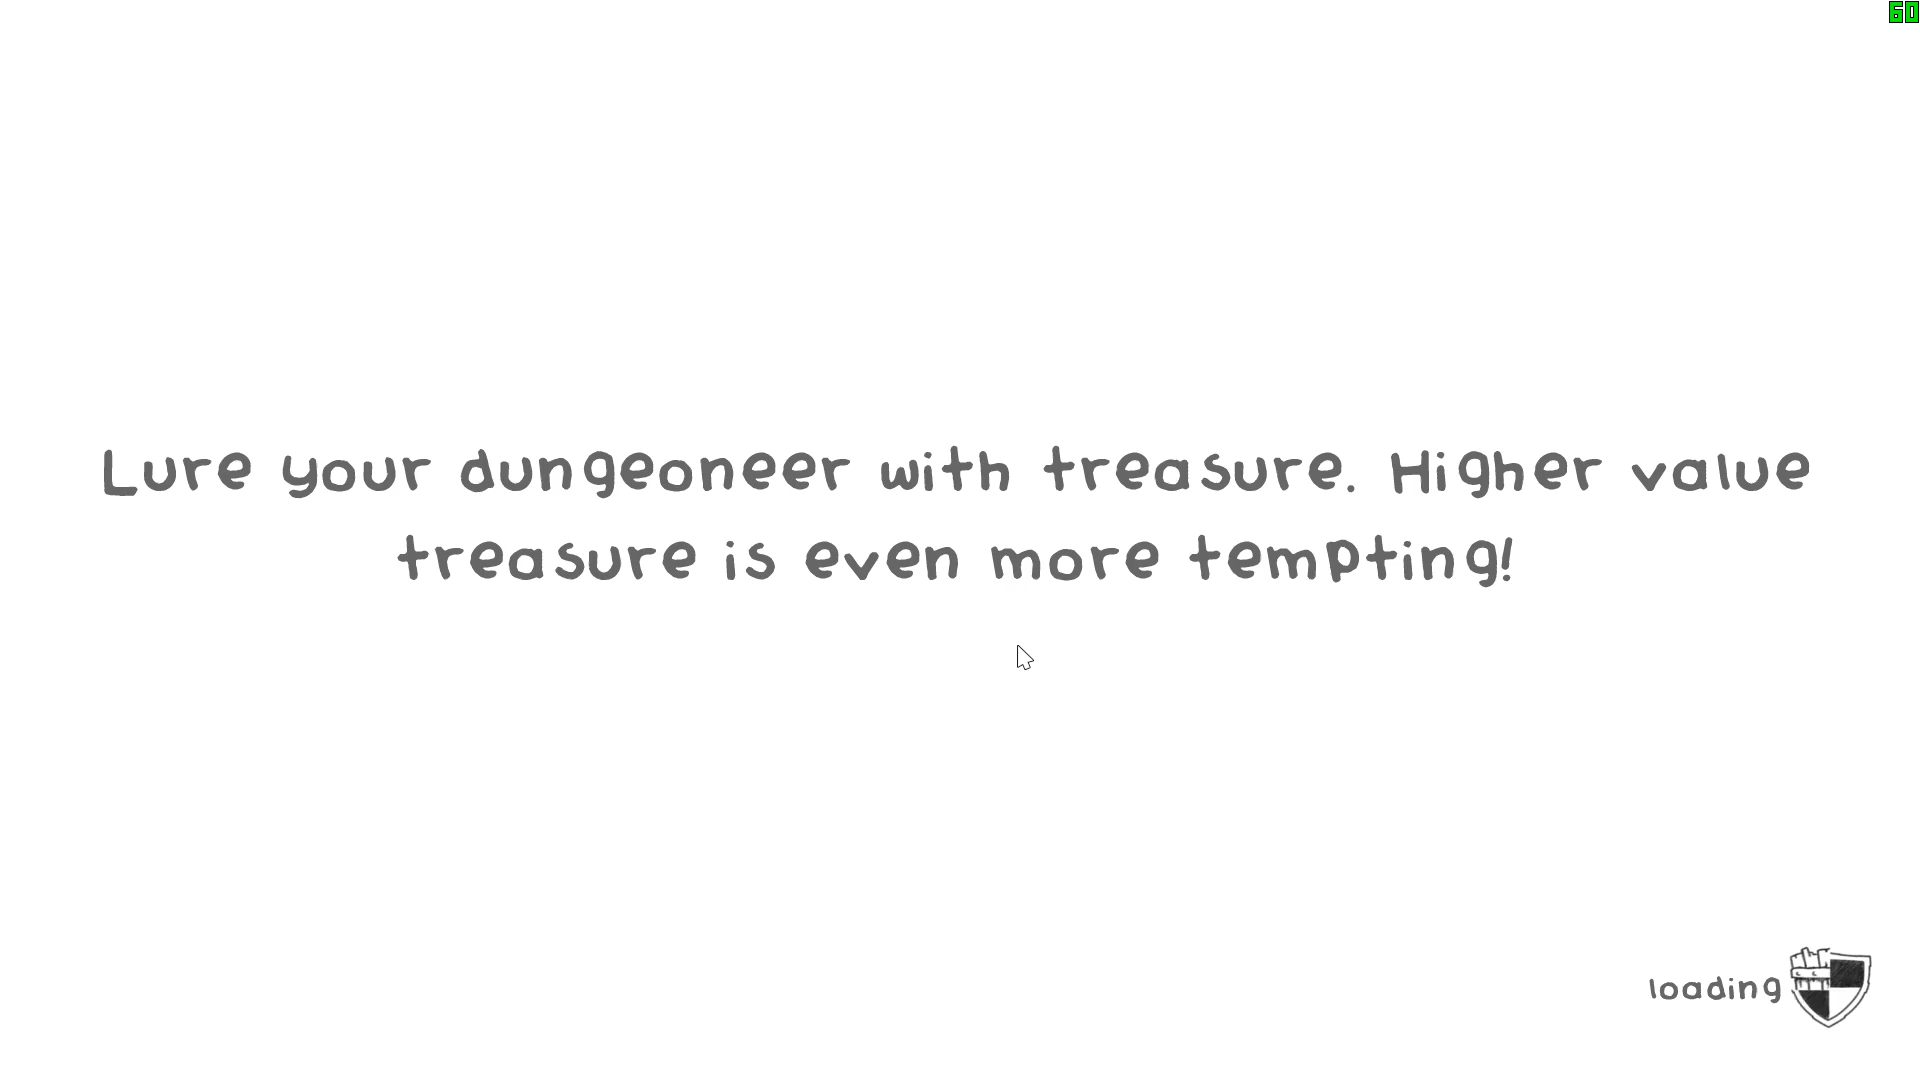 60
Lure your dungeoneer with treasure. Higher value
treasure is even more tempting!
loading